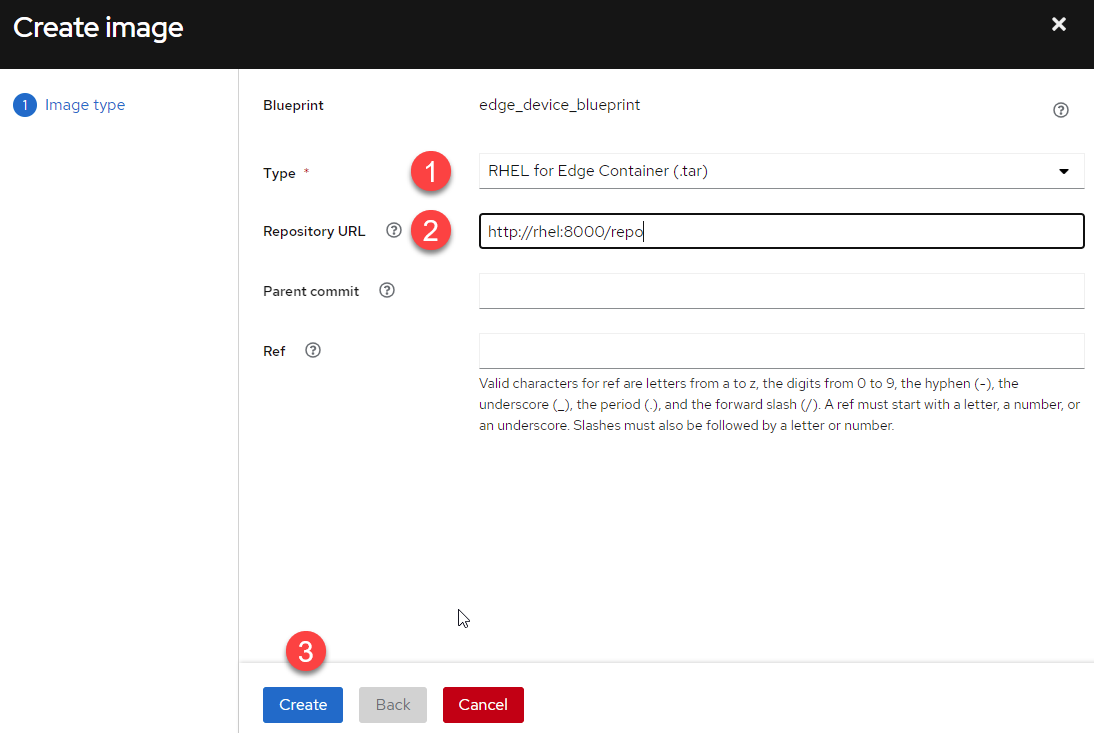 Create image
1 Image type
Blueprint edge_device_blueprint
Type * 1 RHEL for Edge Container (.tar)
Repository URL ? 2 http://rhel:8000/repo
Parent commit ?
Ref ?
Valid characters for ref are letters from a to z, the digits from 0 to 9, the hyphen (-), the
underscore (_), the period (.), and the forward slash (/). A ref must start with a letter, a number, or
an underscore. Slashes must also be followed by a letter or number.
3
Create Back Cancel